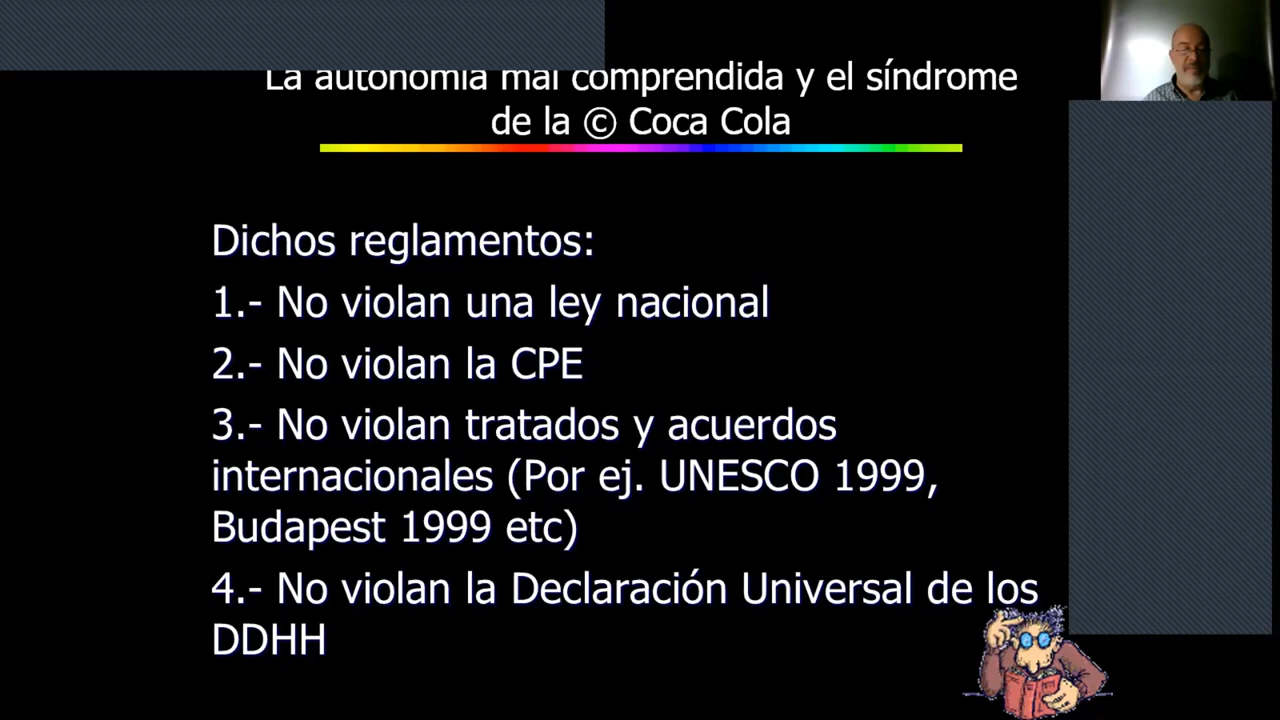 La autonomía mal comprendida y el síndrome
de la © Coca Cola
Dichos reglamentos:
1.- No violan una ley nacional
2.- No violan la CPE
3.- No violan tratados y acuerdos
internacionales (Por ej. UNESCO 1999,
Budapest 1999 etc)
4.- No violan la Declaración Universal de los
DDHH